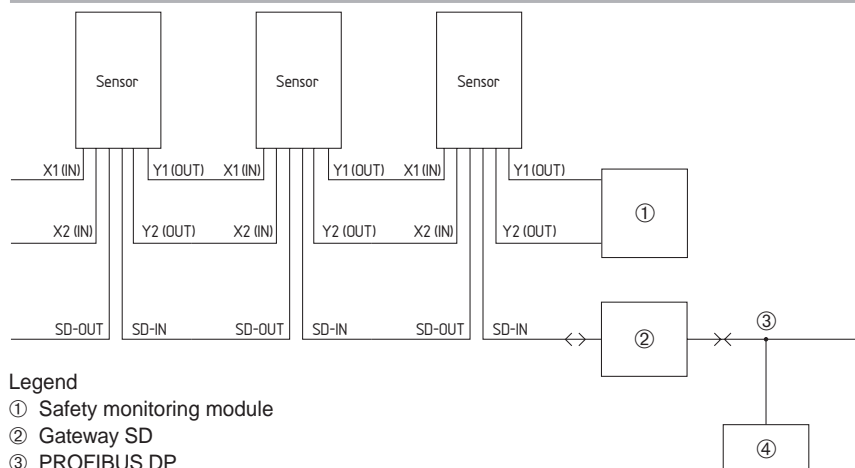 Sensor Sensor Sensor
X1 (IN) Y1 (OUT) X1 (IN) Y1 (OUT) X1 (IN) Y1 (OUT)
①
X2 (IN) Y2 (OUT) X2 (IN) Y2 (OUT) X2 (IN) Y2 (OUT)
③
SD-OUT SD-IN SD-OUT SD-IN SD-OUT SD-IN
②
Legend
① Safety monitoring module
② Gateway SD
③ PROFIBUS DP
④